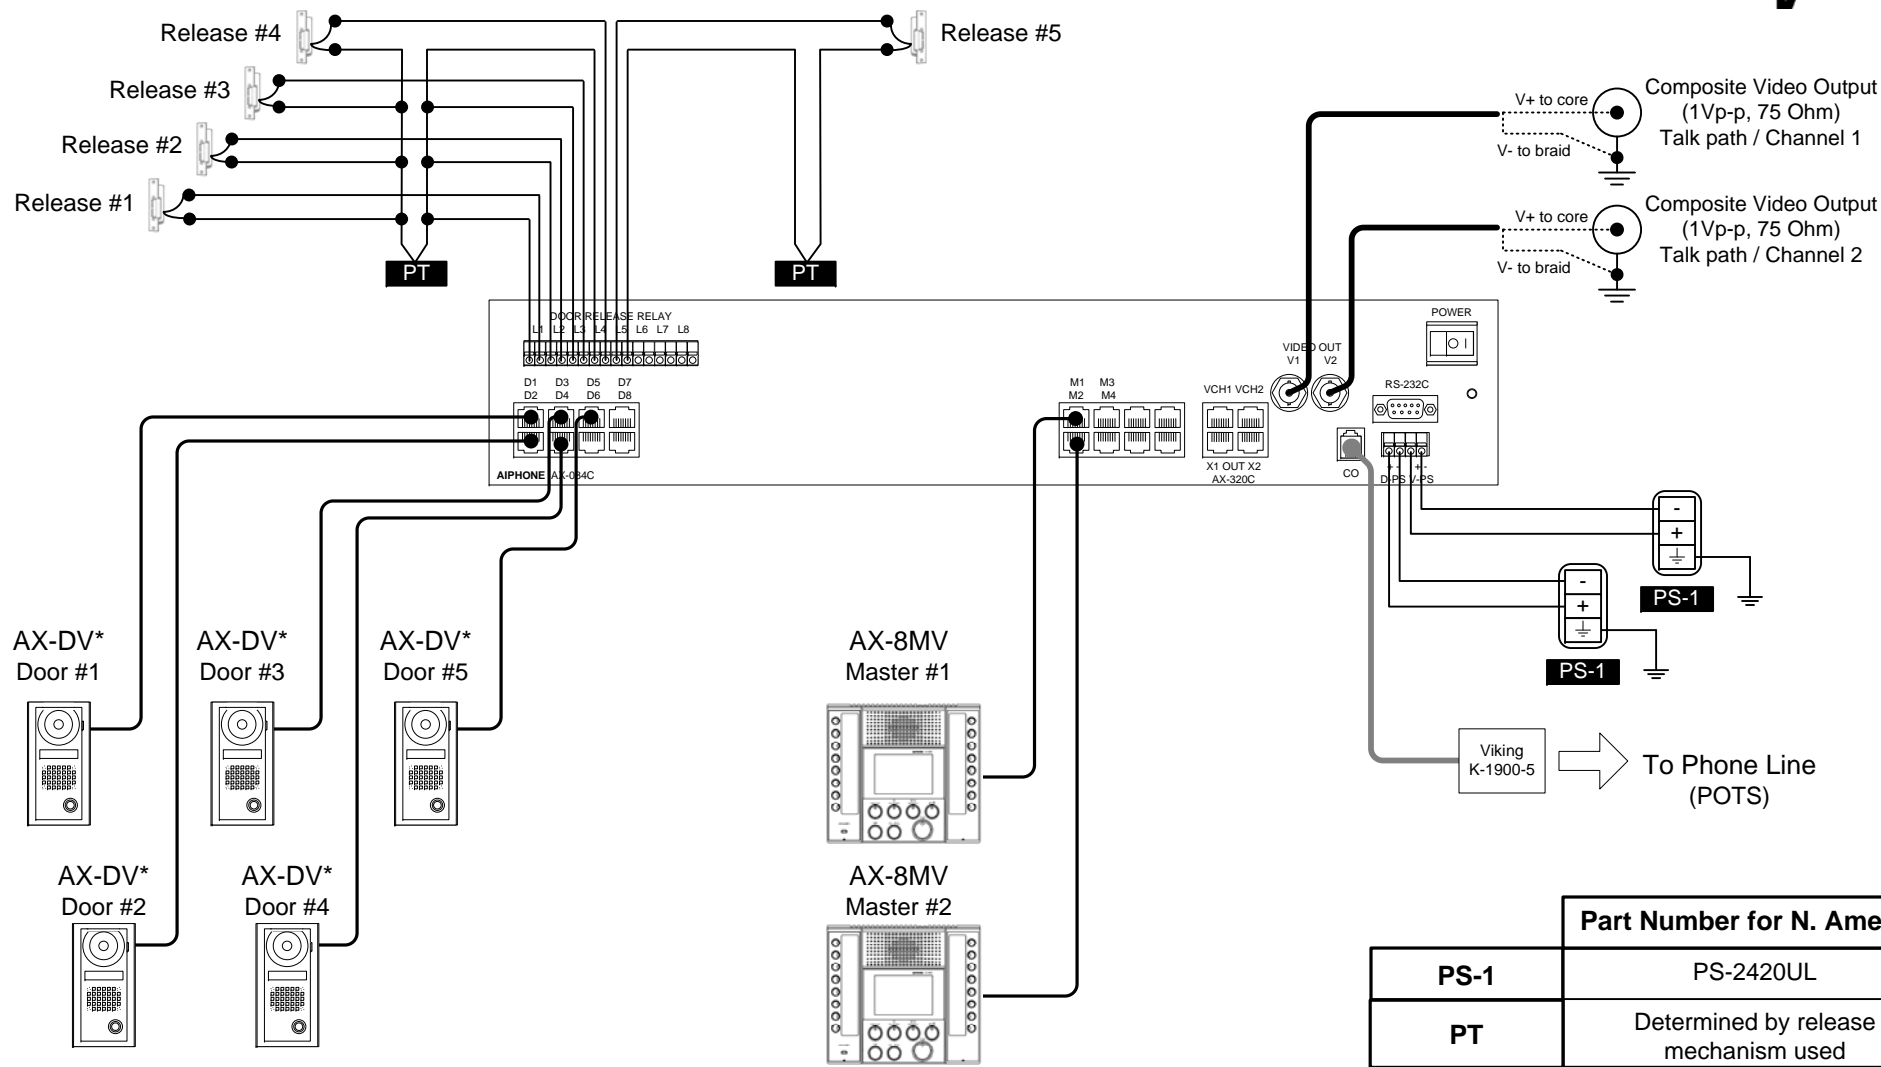 Release #4
Release #5
Release #3
Release #2
Release #1
PT
PT
V+ to core
V- to braid
Composite Video Output
(1Vp-p, 75 Ohm)
Talk path / Channel 1
V+ to core
V- to braid
Composite Video Output
(1Vp-p, 75 Ohm)
Talk path / Channel 2
DOOR RELEASE RELAY
L1 L2 L3 L4 L5 L6 L7 L8
D1 D3 D5 D7
D2 D4 D6 D8
AIPHONE AX-084C
M1 M3
M2 M4
VCH1 VCH2
X1 OUT X2
AX-320C
VIDEO OUT
V1 V2
POWER
RS-232C
CO
+ - + -
D-PS V-PS
-
+
PS-1
-
+
PS-1
AX-DV*
Door #1
AX-DV*
Door #3
AX-DV*
Door #5
AX-8MV
Master #1
Viking
K-1900-5
To Phone Line
(POTS)
AX-DV*
Door #2
AX-DV*
Door #4
AX-8MV
Master #2
Part Number for N. Ame
PS-1
PS-2420UL
PT
Determined by release
mechanism used